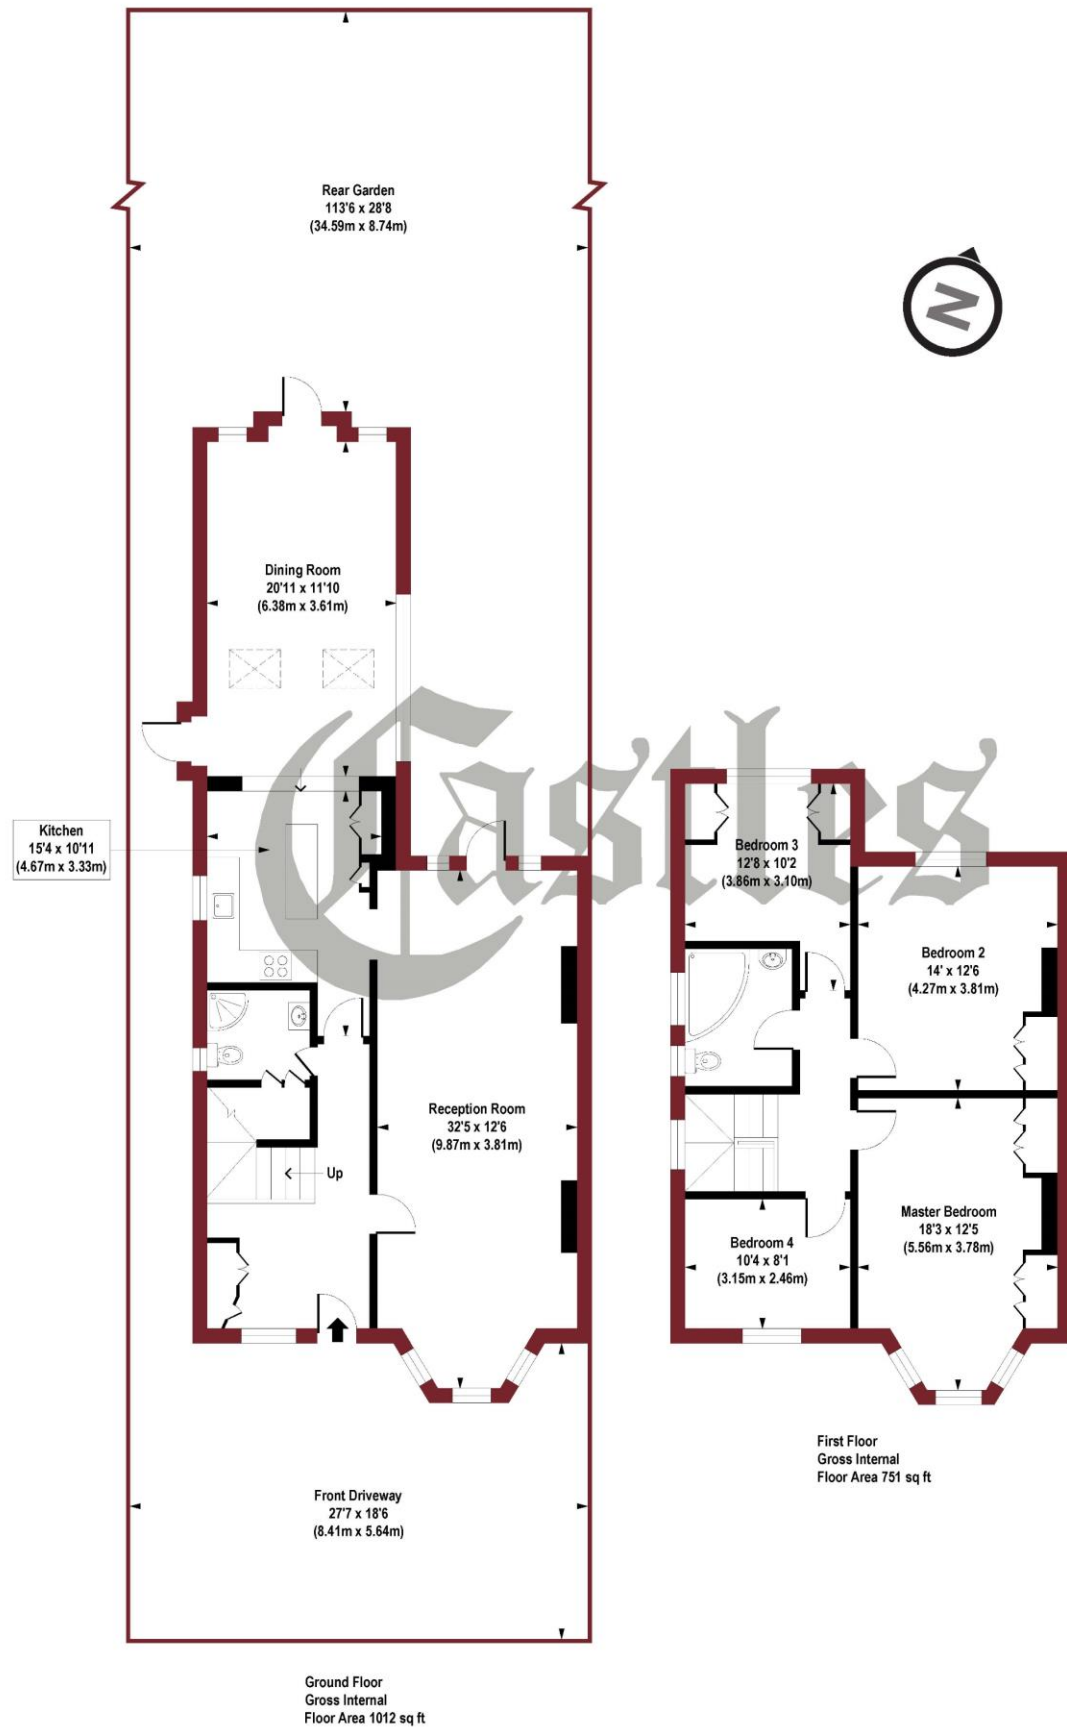 Rear Garden
113'6 x 28'8
(34.59m x 8.74m)
N
Dining Room
20'11 x 11'10
(6.38m x 3.61m)
Castles
Kitchen
15'4 x 10'11
(4.67m x 3.33m)
Bedroom 3
12'8 x 10'2
(3.86m x 3.10m)
Bedroom 2
14' x 12'6
(4.27m x 3.81m)
Reception Room
32'5 x 12'6
(9.87m x 3.81m)
Up
Master Bedroom
18'3 x 12'5
(5.56m x 3.78m)
Bedroom 4
10'4 x 8'1
(3.15m x 2.46m)
First Floor
Gross Internal
Floor Area 751 sq ft
Front Driveway
27'7 x 18'6
(8.41m x 5.64m)
Ground Floor
Gross Internal
Floor Area 1012 sq ft